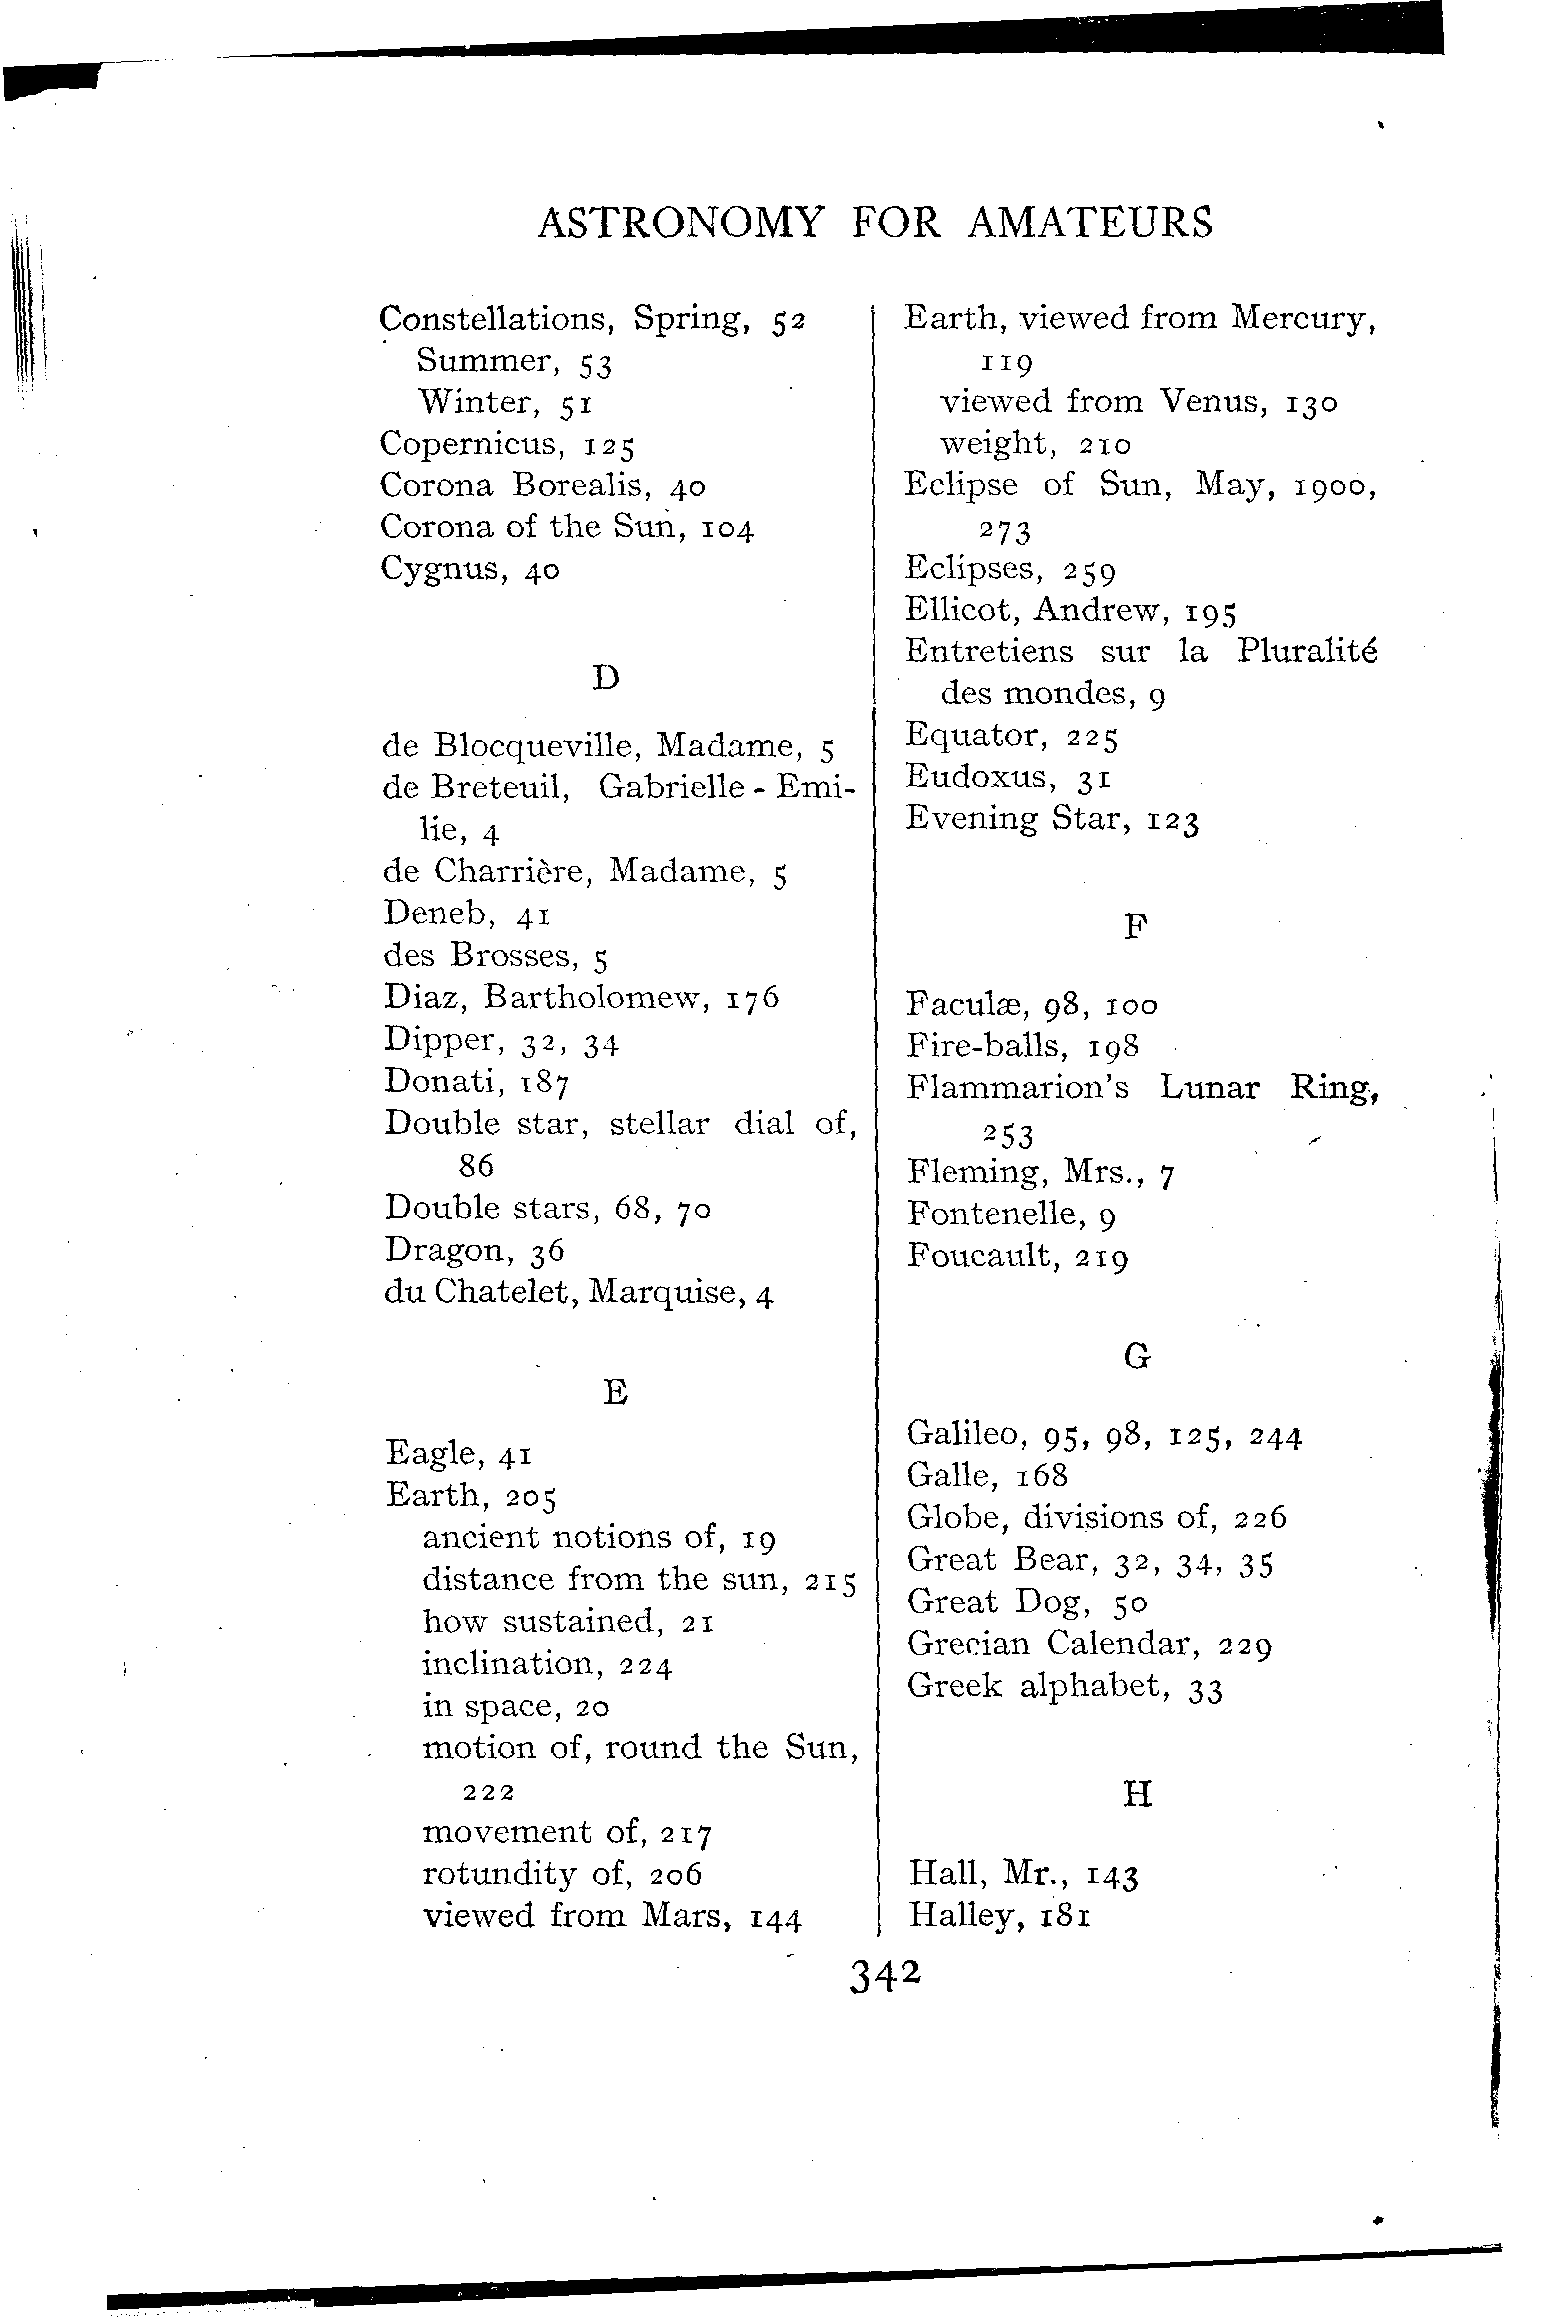 ASTRONOMY FOR AMATEURS
Constellations, Spring, 52
Summer, 53
Winter, 51
Copernicus, 125
Corona Borealis, 40
Corona of the Sun, 104
Cygnus, 40
D
de Blocqueville, Madame, 5
de Breteuil, Gabrielle-Emi-
lie, 4
de Charrière, Madame, 5
Deneb, 41
des Brosses, 5
Diaz, Bartholomew, 176
Dipper, 32, 34
Donati, 187
Double star, stellar dial of,
86
Double stars, 68, 70
Dragon, 36
du Chatelet, Marquise, 4
E
Eagle, 41
Earth, 205
ancient notions of, 19
distance from the sun, 215
how sustained, 21
inclination, 224
in space, 20
motion of, round the Sun,
222
movement of, 217
rotundity of, 206
viewed from Mars, 144
Earth, viewed from Mercury,
119
viewed from Venus, 130
weight, 210
Eclipse of Sun, May, 1900,
273
Eclipses, 259
Ellicot, Andrew, 195
Entretiens sur la Pluralité
des mondes, 9
Equator, 225
Eudoxus, 31
Evening Star, 123
F
Faculæ, 98, 100
Fire-balls, 198
Flammarion's Lunar Ring,
253
Fleming, Mrs., 7
Fontenelle, 9
Foucault, 219
G
Galileo, 95, 98, 125, 244
Galle, 168
Globe, divisions of, 226
Great Bear, 32, 34, 35
Great Dog, 50
Grecian Calendar, 229
Greek alphabet, 33
H
Hall, Mr., 143
Halley, 181
342